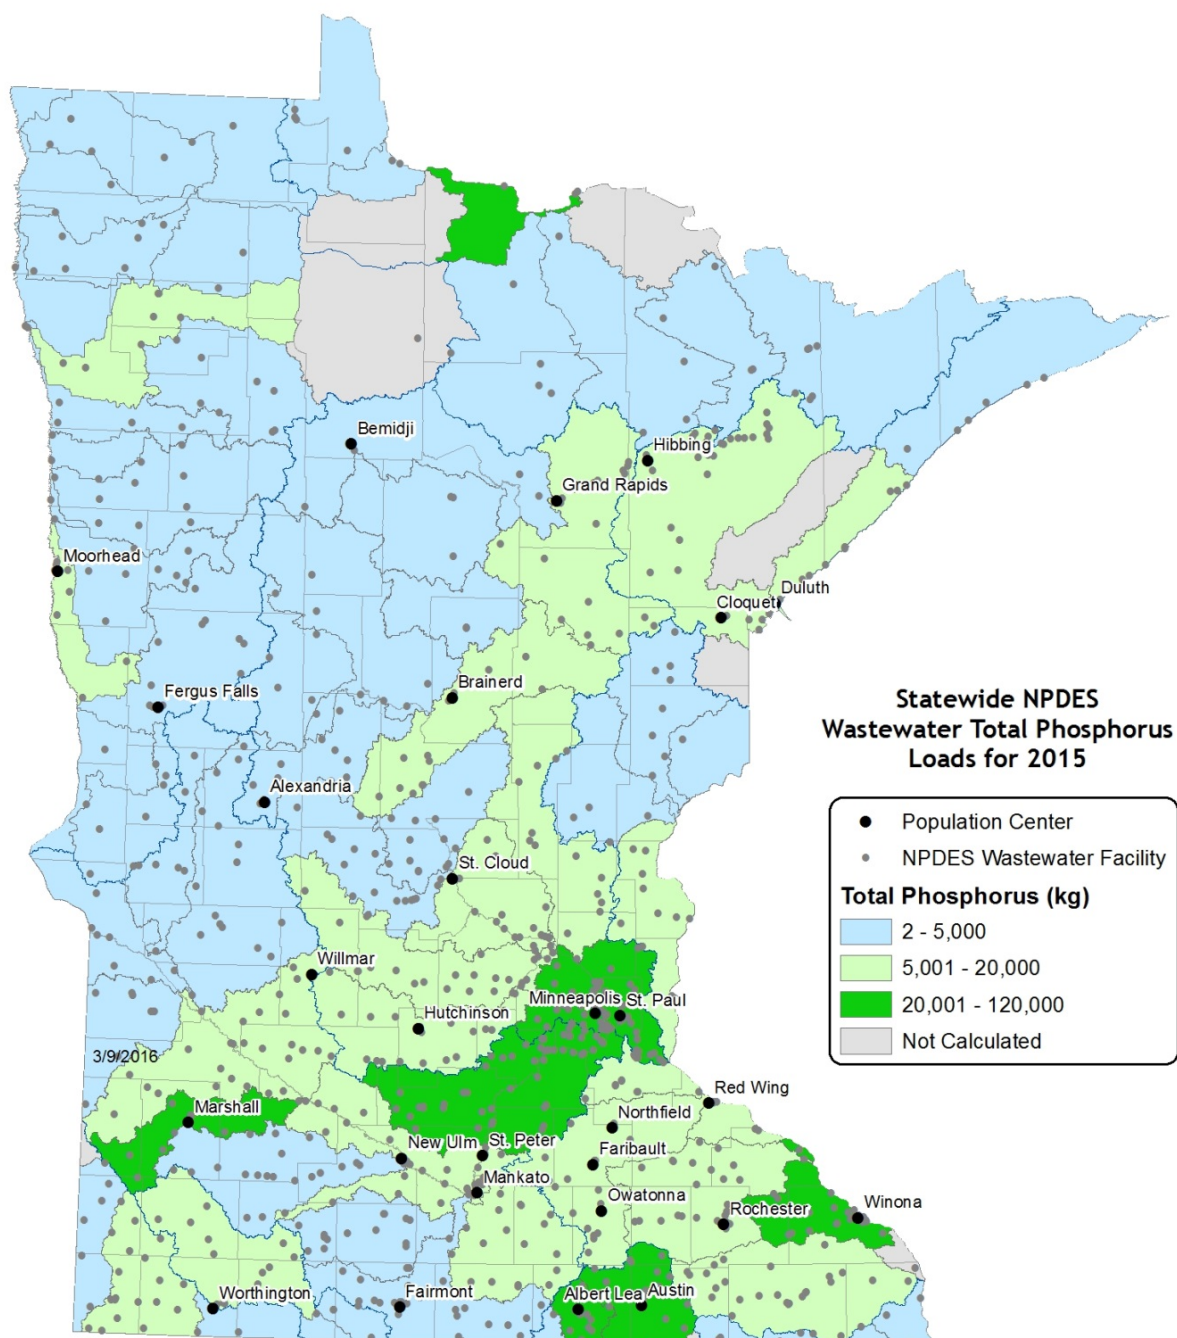 Bemidji
Hibbing
Grand Rapids
Moorhead
Duluth
Cloquet
Fergus Falls
Brainerd
Statewide NPDES
Wastewater Total Phosphorus
Loads for 2015
Alexandria
Population Center
St. Cloud
NPDES Wastewater Facility
Total Phosphorus (kg)
2 - 5,000
5,001 - 20,000
20,001 - 120,000
Not Calculated
Willmar
Minneapolis
St. Paul
Hutchinson
3/9/2016
Marshall
Red Wing
Northfield
New Ulm
St. Peter
Faribault
Mankato
Owatonna
Rochester
Winona
Worthington
Fairmont
Albert Lea
Austin